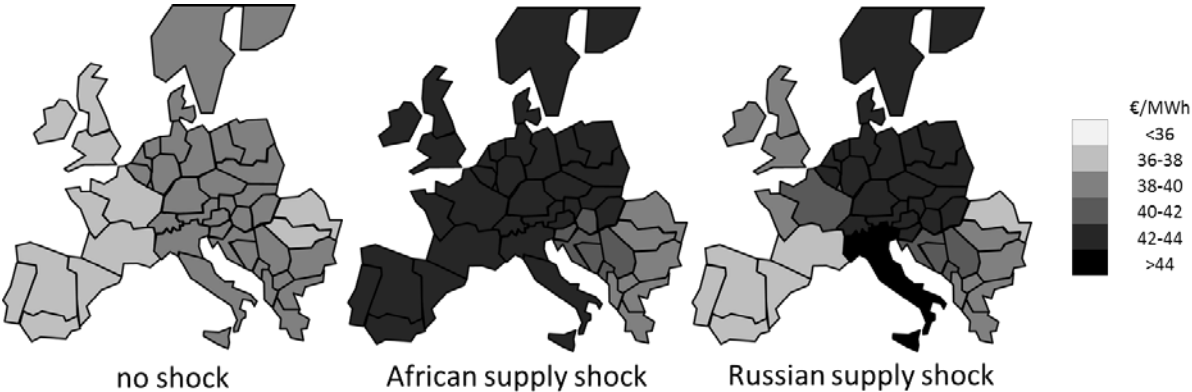 €/MWh
<36
36-38
38-40
40-42
42-44
>44
no shock
African supply shock
Russian supply shock